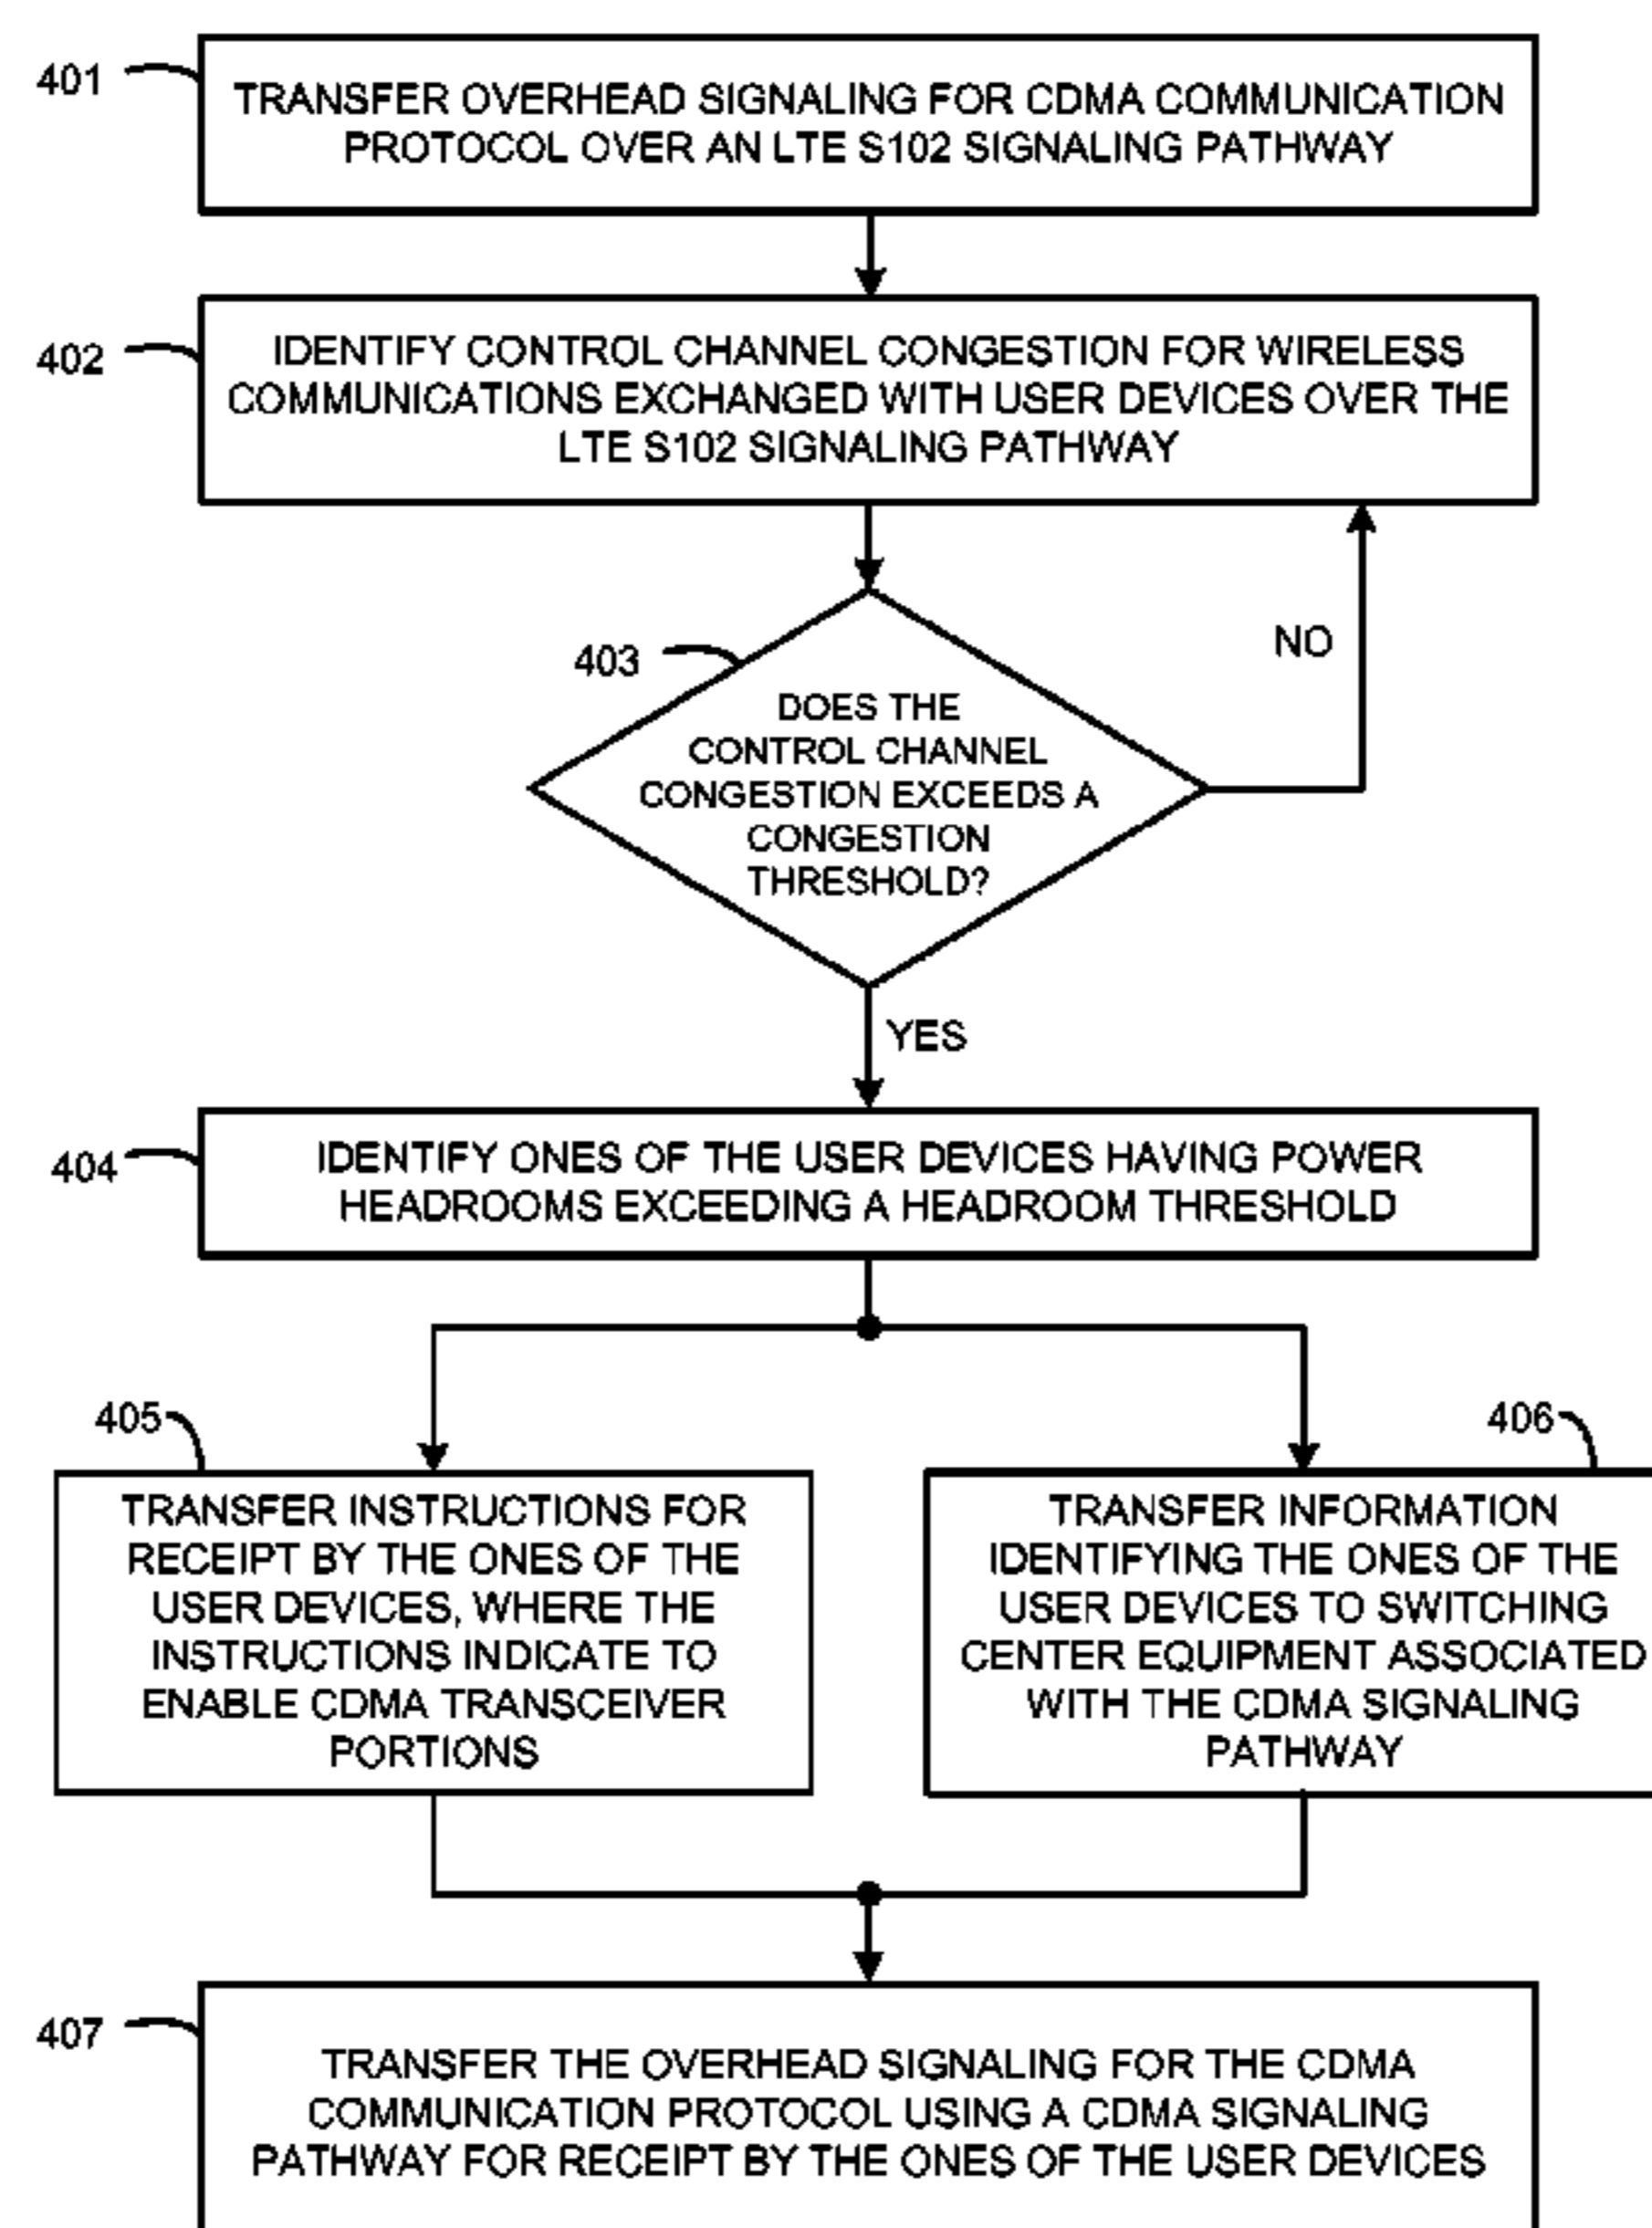 401
TRANSFER OVERHEAD SIGNALING FOR CDMA COMMUNICATION
PROTOCOL OVER AN LTE S102 SIGNALING PATHWAY
402
IDENTIFY CONTROL CHANNEL CONGESTION FOR WIRELESS
COMMUNICATIONS EXCHANGED WITH USER DEVICES OVER THE
LTE S102 SIGNALING PATHWAY
NO
403
DOES THE
CONTROL CHANNEL
CONGESTION EXCEEDS A
CONGESTION
THRESHOLD?
YES
404
IDENTIFY ONES OF THE USER DEVICES HAVING POWER
HEADROOMS EXCEEDING A HEADROOM THRESHOLD
405
TRANSFER INSTRUCTIONS FOR
RECEIPT BY THE ONES OF THE
USER DEVICES, WHERE THE
INSTRUCTIONS INDICATE TO
ENABLE CDMA TRANSCEIVER
PORTIONS
406
TRANSFER INFORMATION
IDENTIFYING THE ONES OF THE
USER DEVICES TO SWITCHING
CENTER EQUIPMENT ASSOCIATED
WITH THE CDMA SIGNALING
PATHWAY
407
TRANSFER THE OVERHEAD SIGNALING FOR THE CDMA
COMMUNICATION PROTOCOL USING A CDMA SIGNALING
PATHWAY FOR RECEIPT BY THE ONES OF THE USER DEVICES